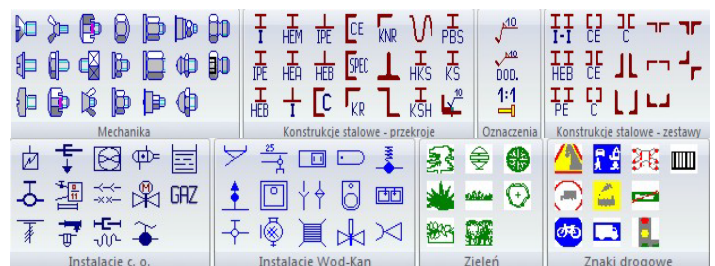 I HEM IPE CE KNR PBS
IPE HEA HEB SPEC HKS KS
HEB I C KR KSH
10
10
DOD.
1:1
I-I CE C
HEB CE
PE C
Mechanika
Konstrukcje stalowe - przekroje
Oznaczenia
Konstrukcje stalowe - zestawy
25
M
GAZ
Instalacje c. o.
Instalacje Wod-Kan
Zieleń
Znaki drogowe